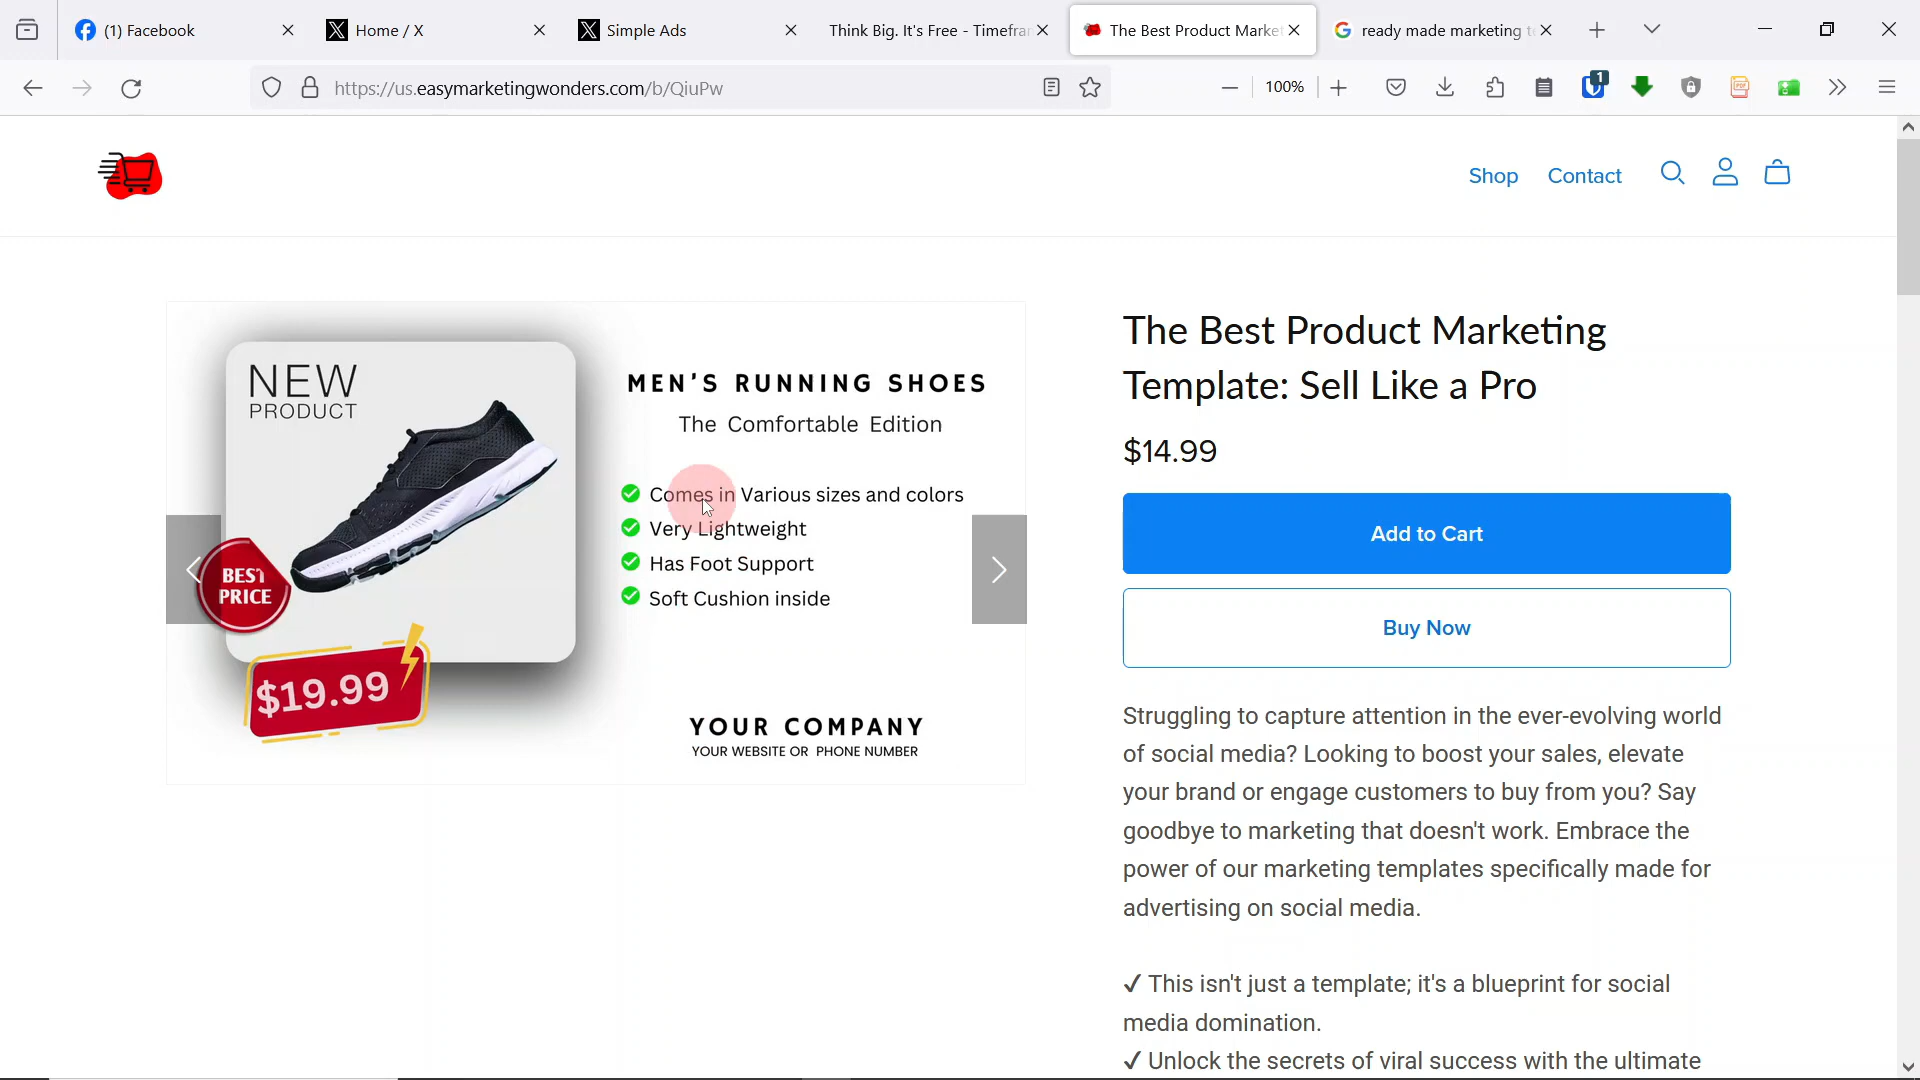 (1) Facebook
Home / X
Simple Ads
Think Big. It's Free - Timefra
The Best Product Market
ready made marketing t
https://us.easymarketingwonders.com/b/QiuPw
100%
1
Shop
Contact
NEW
PRODUCT
BEST
PRICE
$19.99
MEN'S RUNNING SHOES
The Comfortable Edition
Comes in Various sizes and colors
Very Lightweight
Has Foot Support
Soft Cushion inside
YOUR COMPANY
YOUR WEBSITE OR PHONE NUMBER
The Best Product Marketing
Template: Sell Like a Pro
$14.99
Add to Cart
Buy Now
Struggling to capture attention in the ever-evolving world
of social media? Looking to boost your sales, elevate
your brand or engage customers to buy from you? Say
goodbye to marketing that doesn't work. Embrace the
power of our marketing templates specifically made for
advertising on social media.
✓ This isn't just a template; it's a blueprint for social
media domination.
✓ Unlock the secrets of viral success with the ultimate